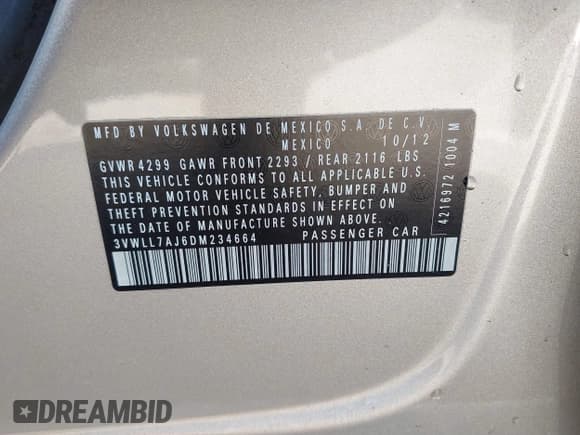 MFD BY VOLKSWAGEN DE MEXICO S.A. DE C.V.
MEXICO 10/12
GVWR4299 GAWR FRONT 2293 / REAR 2116 LBS
THIS VEHICLE CONFORMS TO ALL APPLICABLE U.S.
FEDERAL MOTOR VEHICLE SAFETY, BUMPER AND
THEFT PREVENTION STANDARDS IN EFFECT ON
THE DATE OF MANUFACTURE SHOWN ABOVE.
3VWLL7AJ6DM234664 PASSENGER CAR
4216972 1004 M
DREAMBID